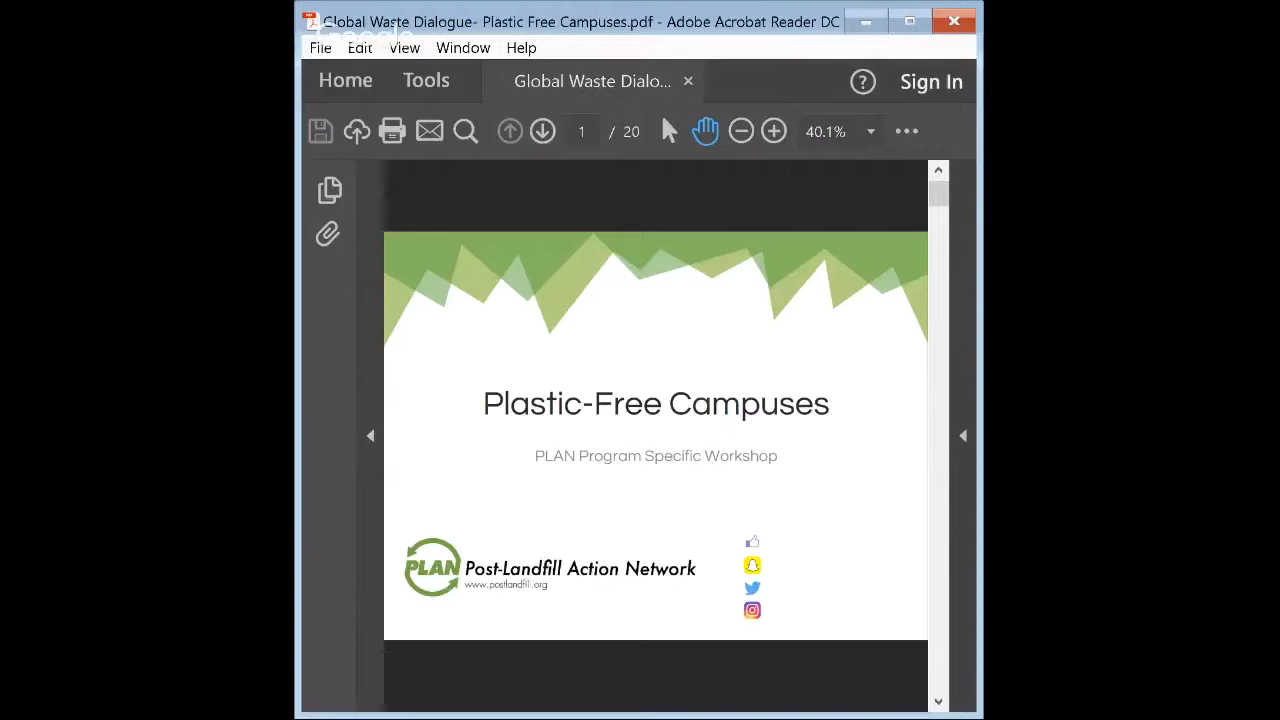 Global Waste Dialogue- Plastic Free Campuses.pdf - Adobe Acrobat Reader DC
File Edit View Window Help
Home Tools Global Waste Dialo... × ? Sign In
1 / 20 40.1%
Plastic-Free Campuses
PLAN Program Specific Workshop
PLAN Post-Landfill Action Network
www.postlandfill.org